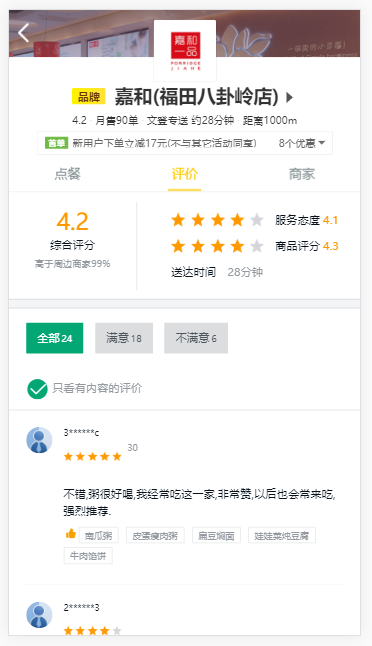 嘉和
一品
PORRIDGE
JIAHE
品牌 嘉和(福田八卦岭店)
4.2 · 月售90单 · 文登专送 约28分钟 · 距离1000m
首单 新用户下单立减17元(不与其它活动同享) 8个优惠
点餐 评价 商家
4.2
综合评分
高于周边商家99%
服务态度 4.1
商品评分 4.3
送达时间 28分钟
全部 24 满意 18 不满意 6
只看有内容的评价
3******c
30
不错,粥很好喝,我经常吃这一家,非常赞,以后也会常来吃,
强烈推荐.
南瓜粥 皮蛋瘦肉粥 扁豆焖面 娃娃菜炖豆腐
牛肉馅饼
2******3